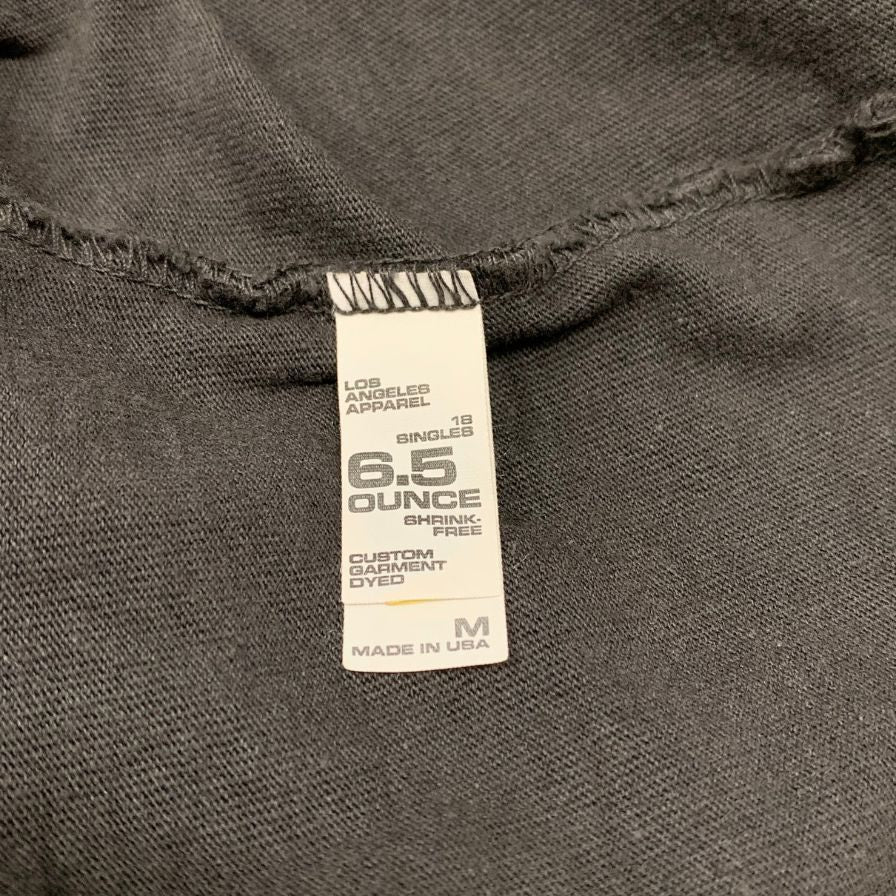 LOS
ANGELES
APPAREL
18
SINGLES
6.5
OUNCE
SHRINK-
FREE
CUSTOM
GARMENT
DYED
M
MADE IN USA